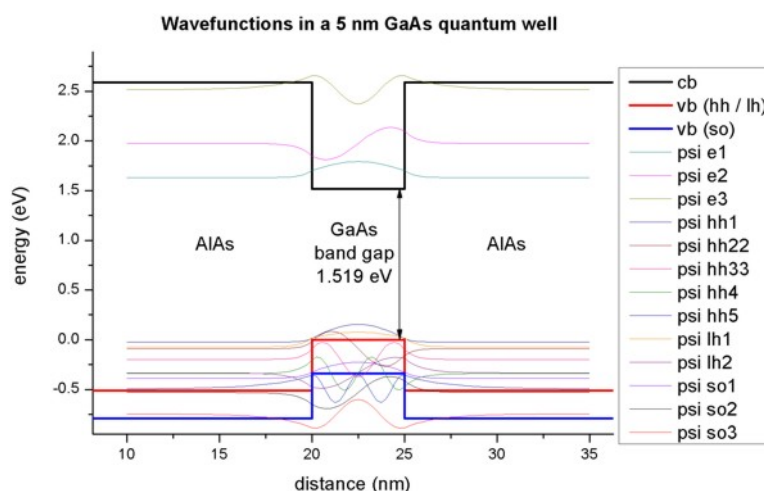 Wavefunctions in a 5 nm GaAs quantum well
energy (eV)
2.5
2.0
1.5
1.0
0.5
0.0
-0.5
AlAs
GaAs
band gap
1.519 eV
AlAs
10
15
20
25
30
35
distance (nm)
cb
vb (hh / lh)
vb (so)
psi e1
psi e2
psi e3
psi hh1
psi hh22
psi hh33
psi hh4
psi hh5
psi lh1
psi lh2
psi so1
psi so2
psi so3